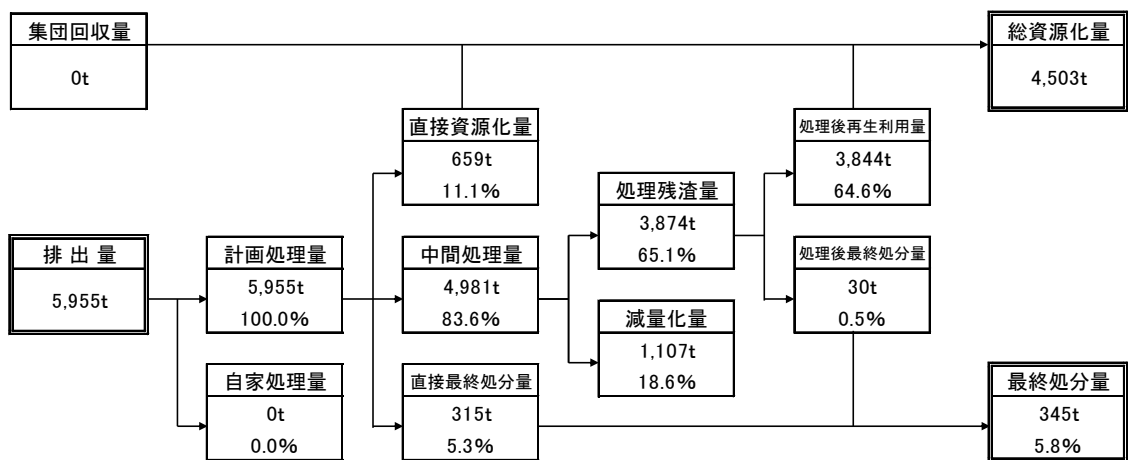 集団回収量
0t
総資源化量
4,503t
直接資源化量
659t
11.1%
処理後再生利用量
3,844t
64.6%
処理残渣量
3,874t
65.1%
排出量
5,955t
計画処理量
5,955t
100.0%
中間処理量
4,981t
83.6%
処理後最終処分量
30t
0.5%
減量化量
1,107t
18.6%
自家処理量
0t
0.0%
直接最終処分量
315t
5.3%
最終処分量
345t
5.8%